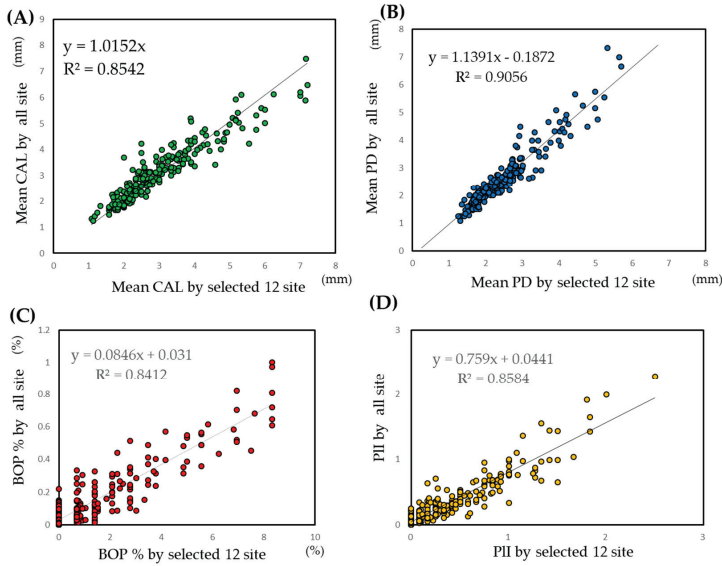 (A)
(mm)
y = 1.0152x
R² = 0.8542
Mean CAL by all site
9
8
7
6
5
4
3
2
1
0
0 1 2 3 4 5 6 7 8
Mean CAL by selected 12 site (mm)
(B)
(mm)
y = 1.1391x - 0.1872
R² = 0.9056
Mean PD by all site
8
7
6
5
4
3
2
1
0
0 1 2 3 4 5 6 7 8
Mean PD by selected 12 site (mm)
(C)
(%)
y = 0.0846x + 0.031
R² = 0.8412
BOP % by all site
1.2
1
0.8
0.6
0.4
0.2
0
0 2 4 6 8 10
BOP % by selected 12 site (%)
(D)
y = 0.759x + 0.0441
R² = 0.8584
PlI by all site
3
2
1
0
0 1 2 3
PlI by selected 12 site